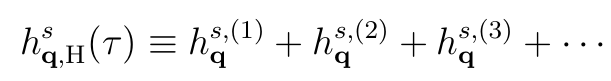 $h^{s}_{\mathbf{q},\mathrm{H}}(\tau) \equiv h^{s,(1)}_{\mathbf{q}} + h^{s,(2)}_{\mathbf{q}} + h^{s,(3)}_{\mathbf{q}} + \cdots$